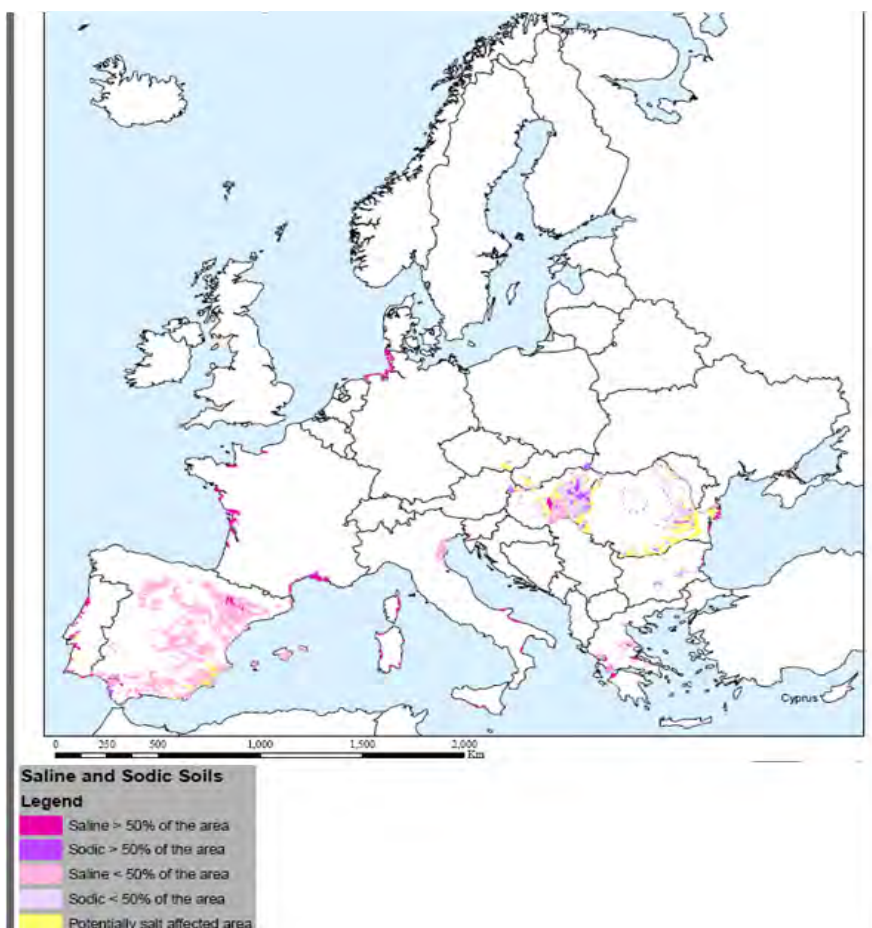 Cyprus
0 250 500 1,000 1,500 2,000
Km
Saline and Sodic Soils
Legend
Saline > 50% of the area
Sodic > 50% of the area
Saline < 50% of the area
Sodic < 50% of the area
Potentially salt affected area